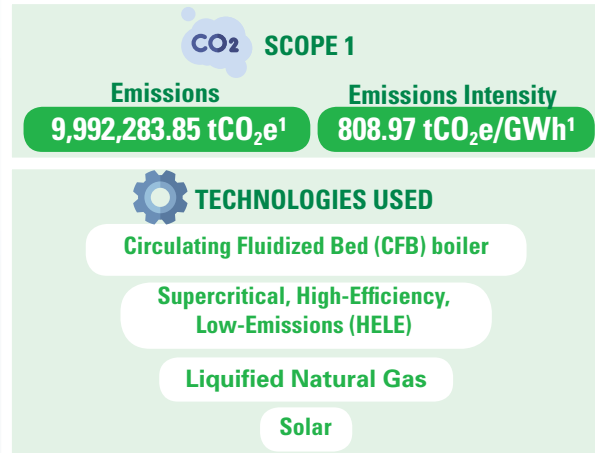 CO2 SCOPE 1
Emissions
Emissions Intensity
9,992,283.85 tCO₂e¹
808.97 tCO₂e/GWh¹
TECHNOLOGIES USED
Circulating Fluidized Bed (CFB) boiler
Supercritical, High-Efficiency,
Low-Emissions (HELE)
Liquified Natural Gas
Solar